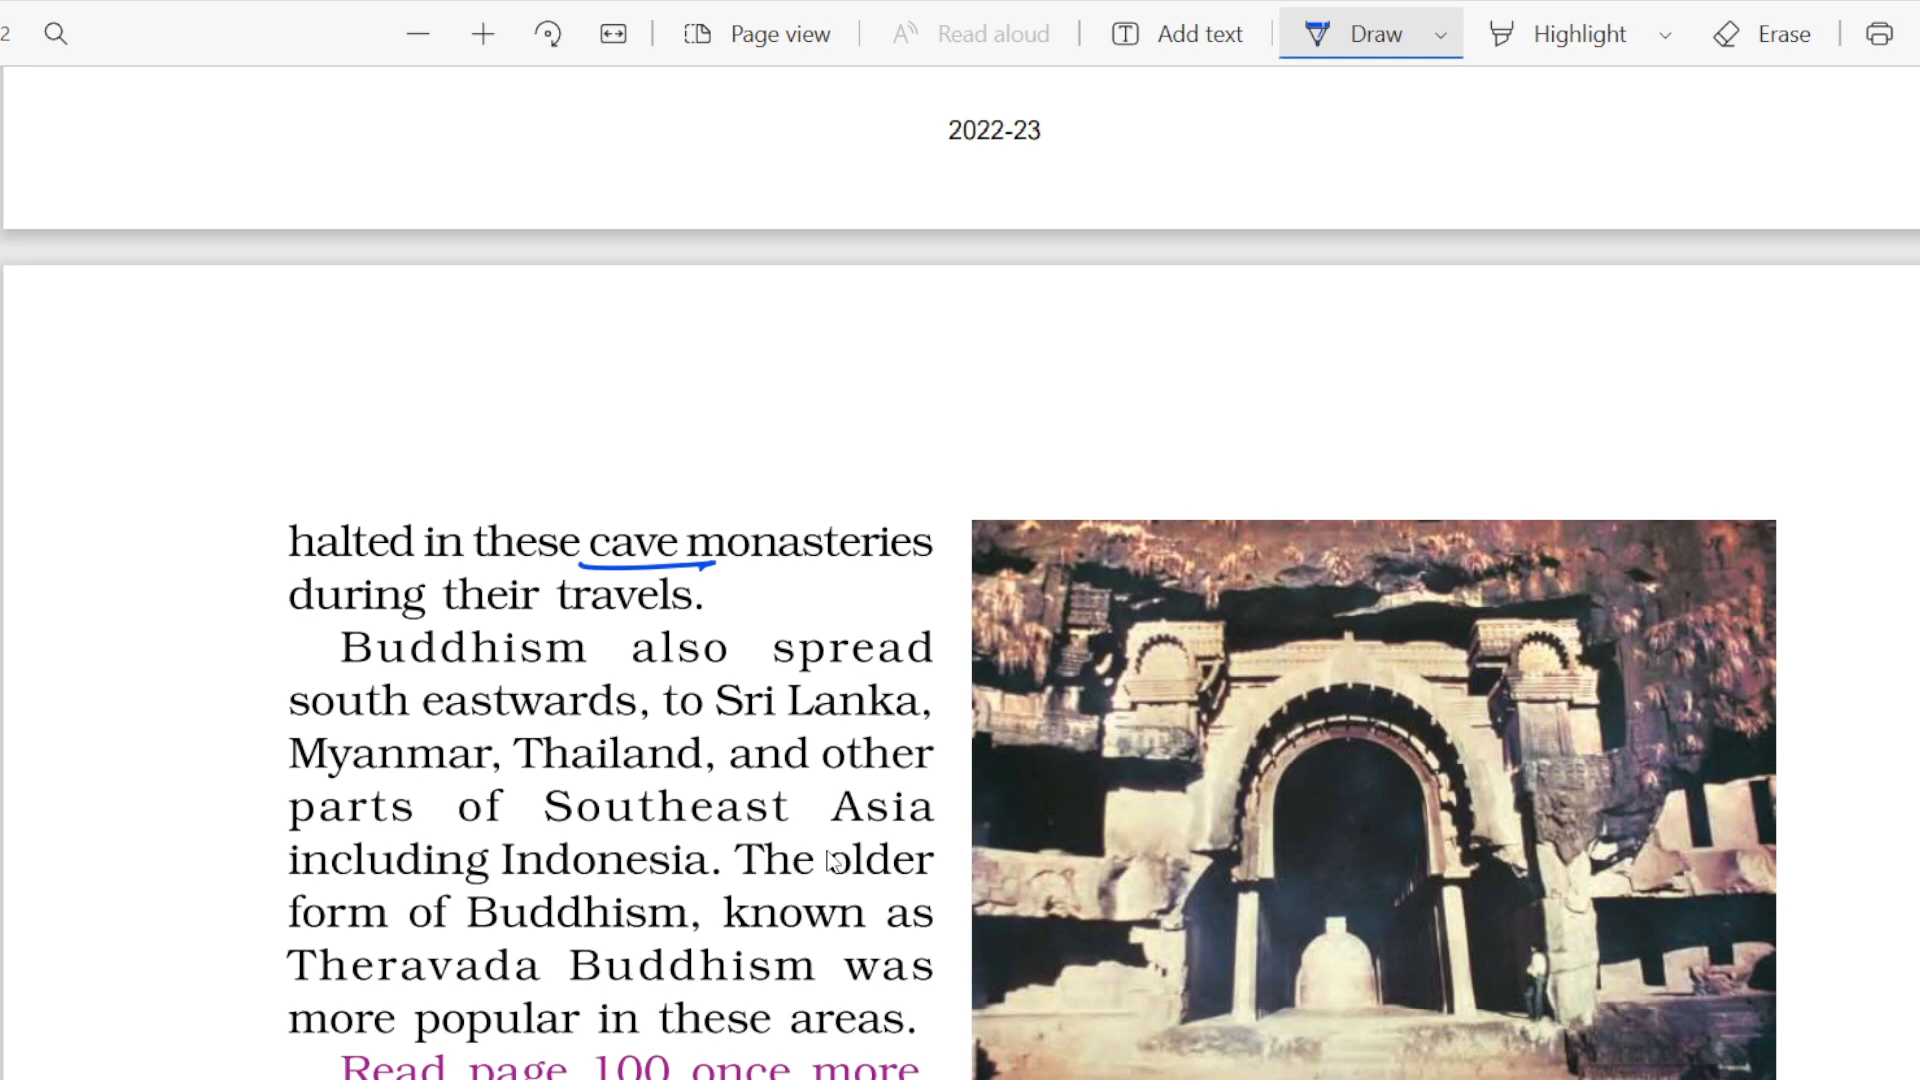 2 Page view Read aloud Add text Draw Highlight Erase
2022-23
halted in these cave monasteries
during their travels.
Buddhism also spread
south eastwards, to Sri Lanka,
Myanmar, Thailand, and other
parts of Southeast Asia
including Indonesia. The older
form of Buddhism, known as
Theravada Buddhism was
more popular in these areas.
Read page 100 once more